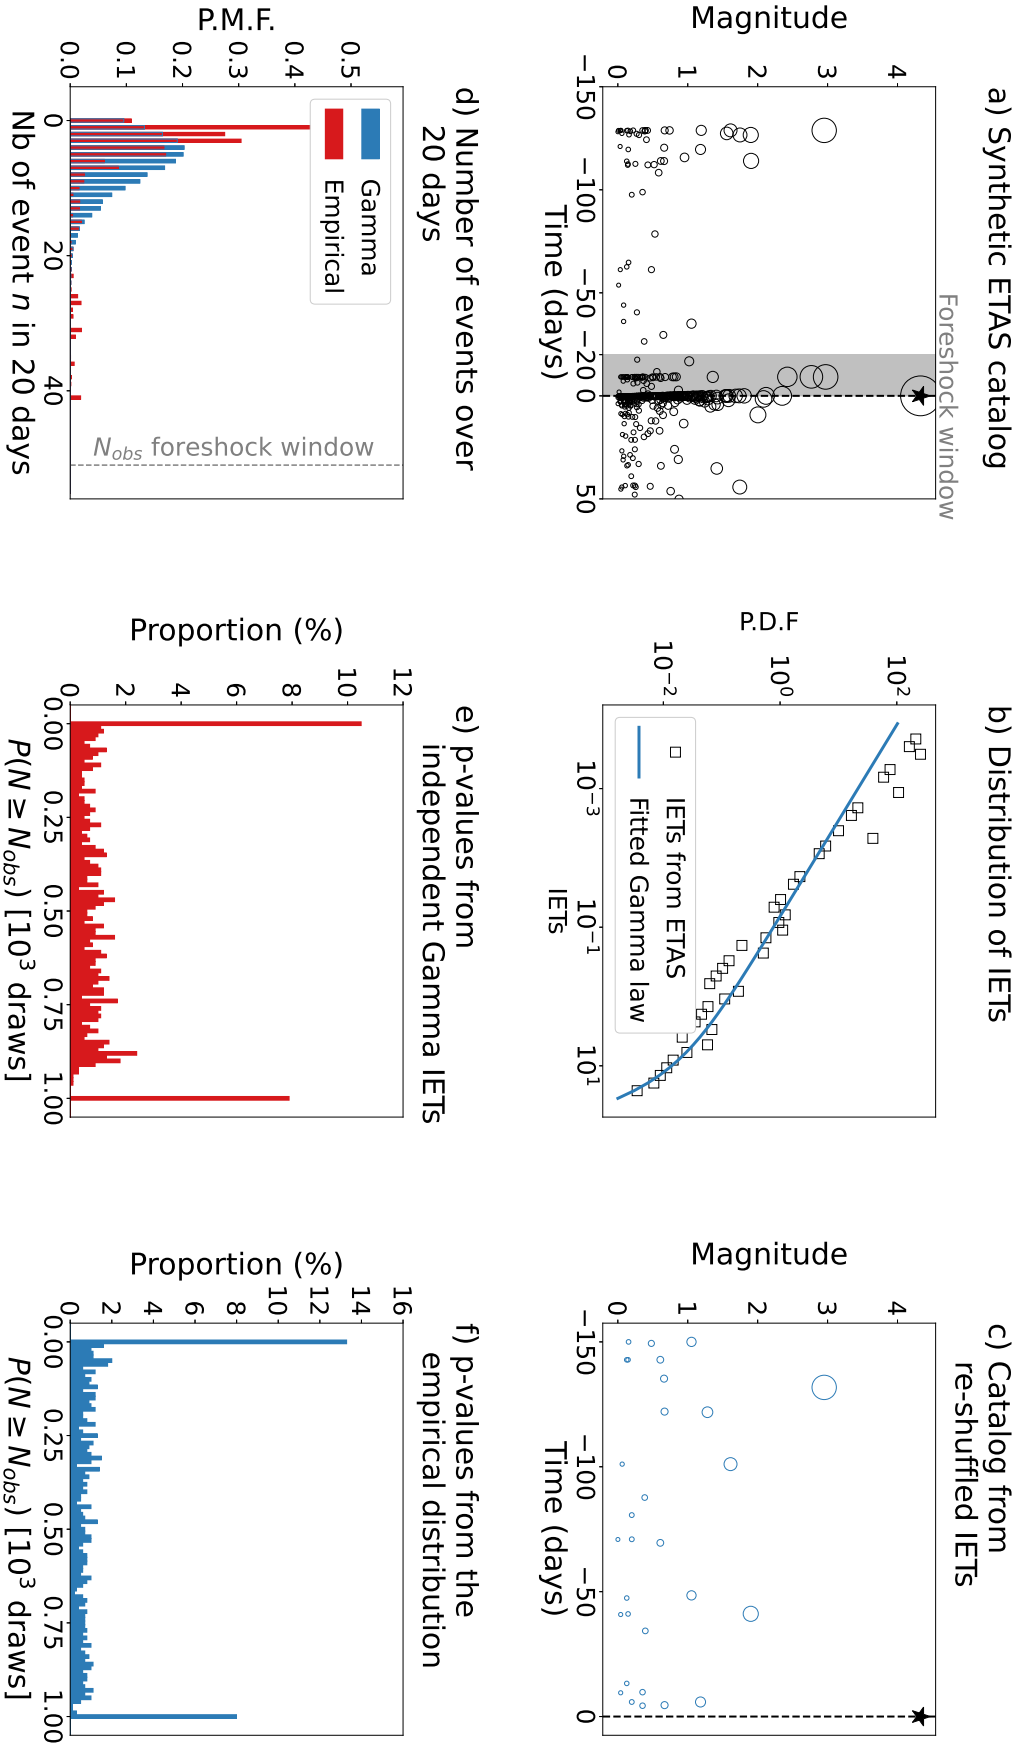 a) Synthetic ETAS catalog
Foreshock window
Magnitude
0
1
2
3
4
−150
−100
−50
−20
0
50
Time (days)
b) Distribution of IETs
P.D.F
10⁻²
10⁰
10²
10⁻³
10⁻¹
10¹
IETs
IETs from ETAS
Fitted Gamma law
c) Catalog from
re-shuffled IETs
Magnitude
0
1
2
3
4
−150
−100
−50
0
Time (days)
d) Number of events over
20 days
P.M.F.
0.0
0.1
0.2
0.3
0.4
0.5
Gamma
Empirical
N_obs foreshock window
0
20
40
Nb of event n in 20 days
e) p-values from
independent Gamma IETs
Proportion (%)
0
2
4
6
8
10
12
0.00
0.25
0.50
0.75
1.00
P(N ≥ N_obs) [10³ draws]
f) p-values from the
empirical distribution
Proportion (%)
0
2
4
6
8
10
12
14
16
0.00
0.25
0.50
0.75
1.00
P(N ≥ N_obs) [10³ draws]